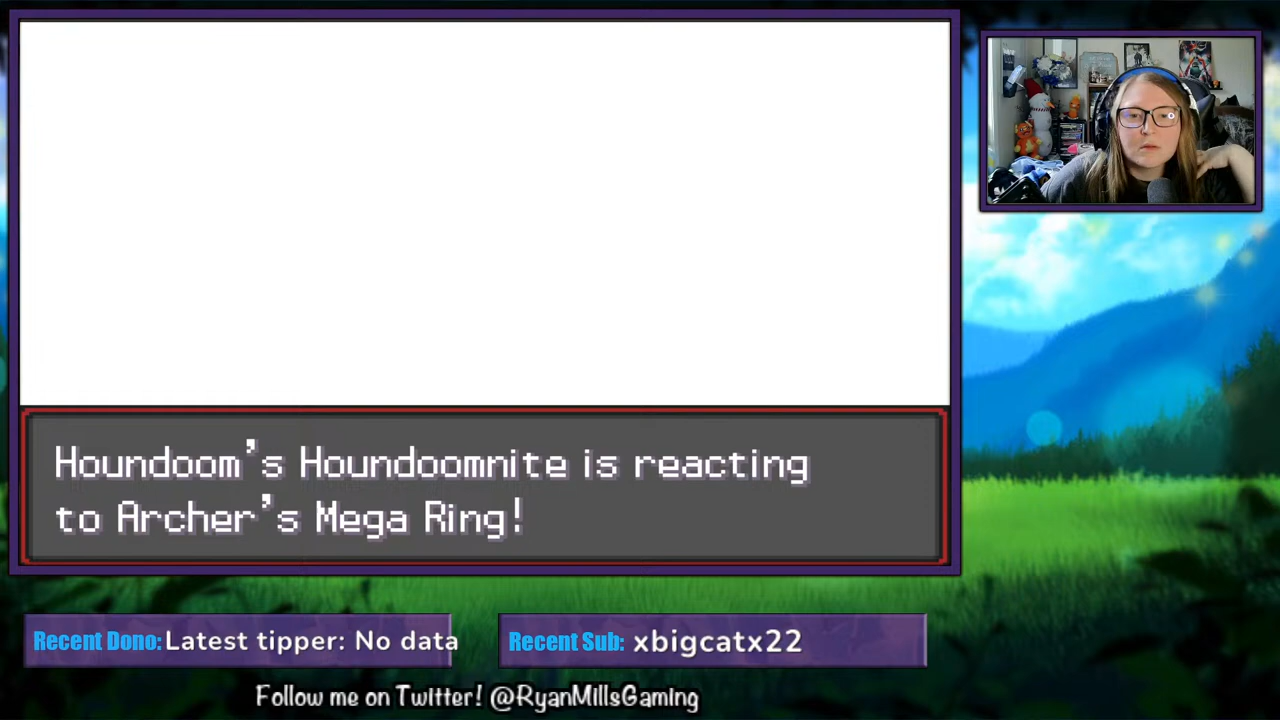 Houndoom's Houndoomnite is reacting
to Archer's Mega Ring!
Recent Dono: Latest tipper: No data
Recent Sub: xbigcatx22
Follow me on Twitter! @RyanMillsGaming